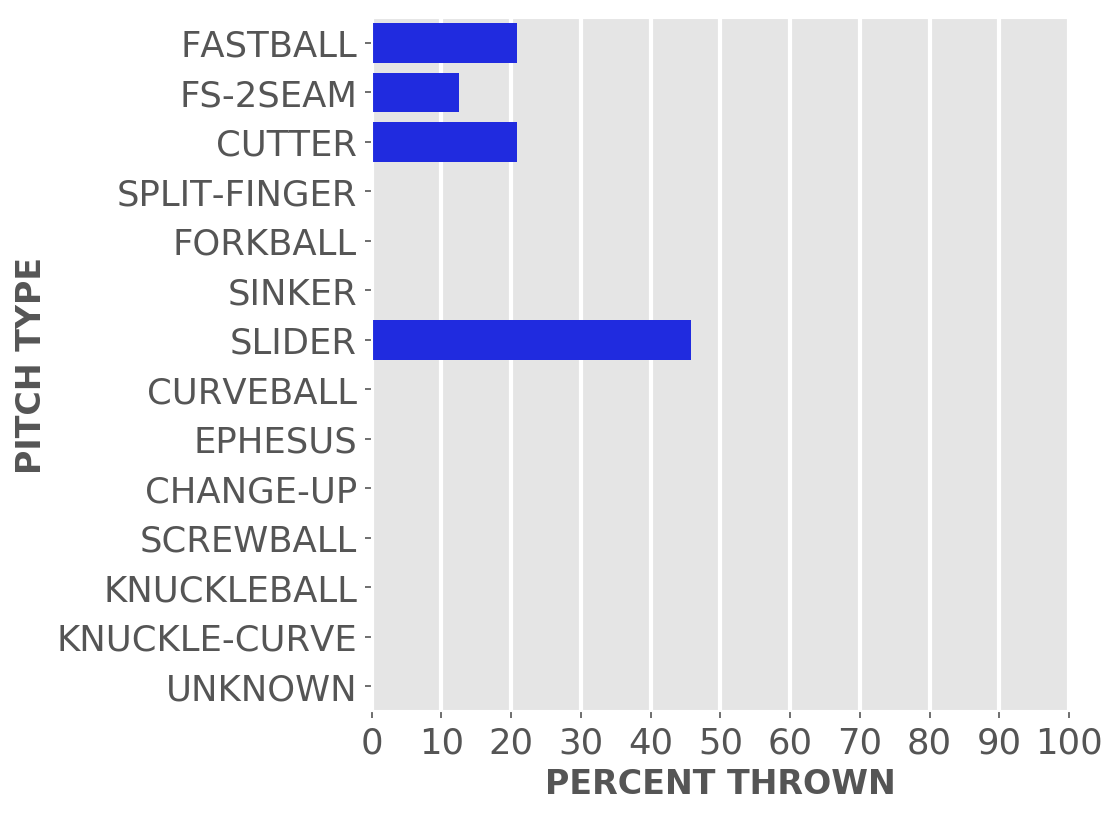 FASTBALL
FS-2SEAM
CUTTER
SPLIT-FINGER
FORKBALL
SINKER
SLIDER
CURVEBALL
EPHESUS
CHANGE-UP
SCREWBALL
KNUCKLEBALL
KNUCKLE-CURVE
UNKNOWN
PITCH TYPE
0 10 20 30 40 50 60 70 80 90 100
PERCENT THROWN